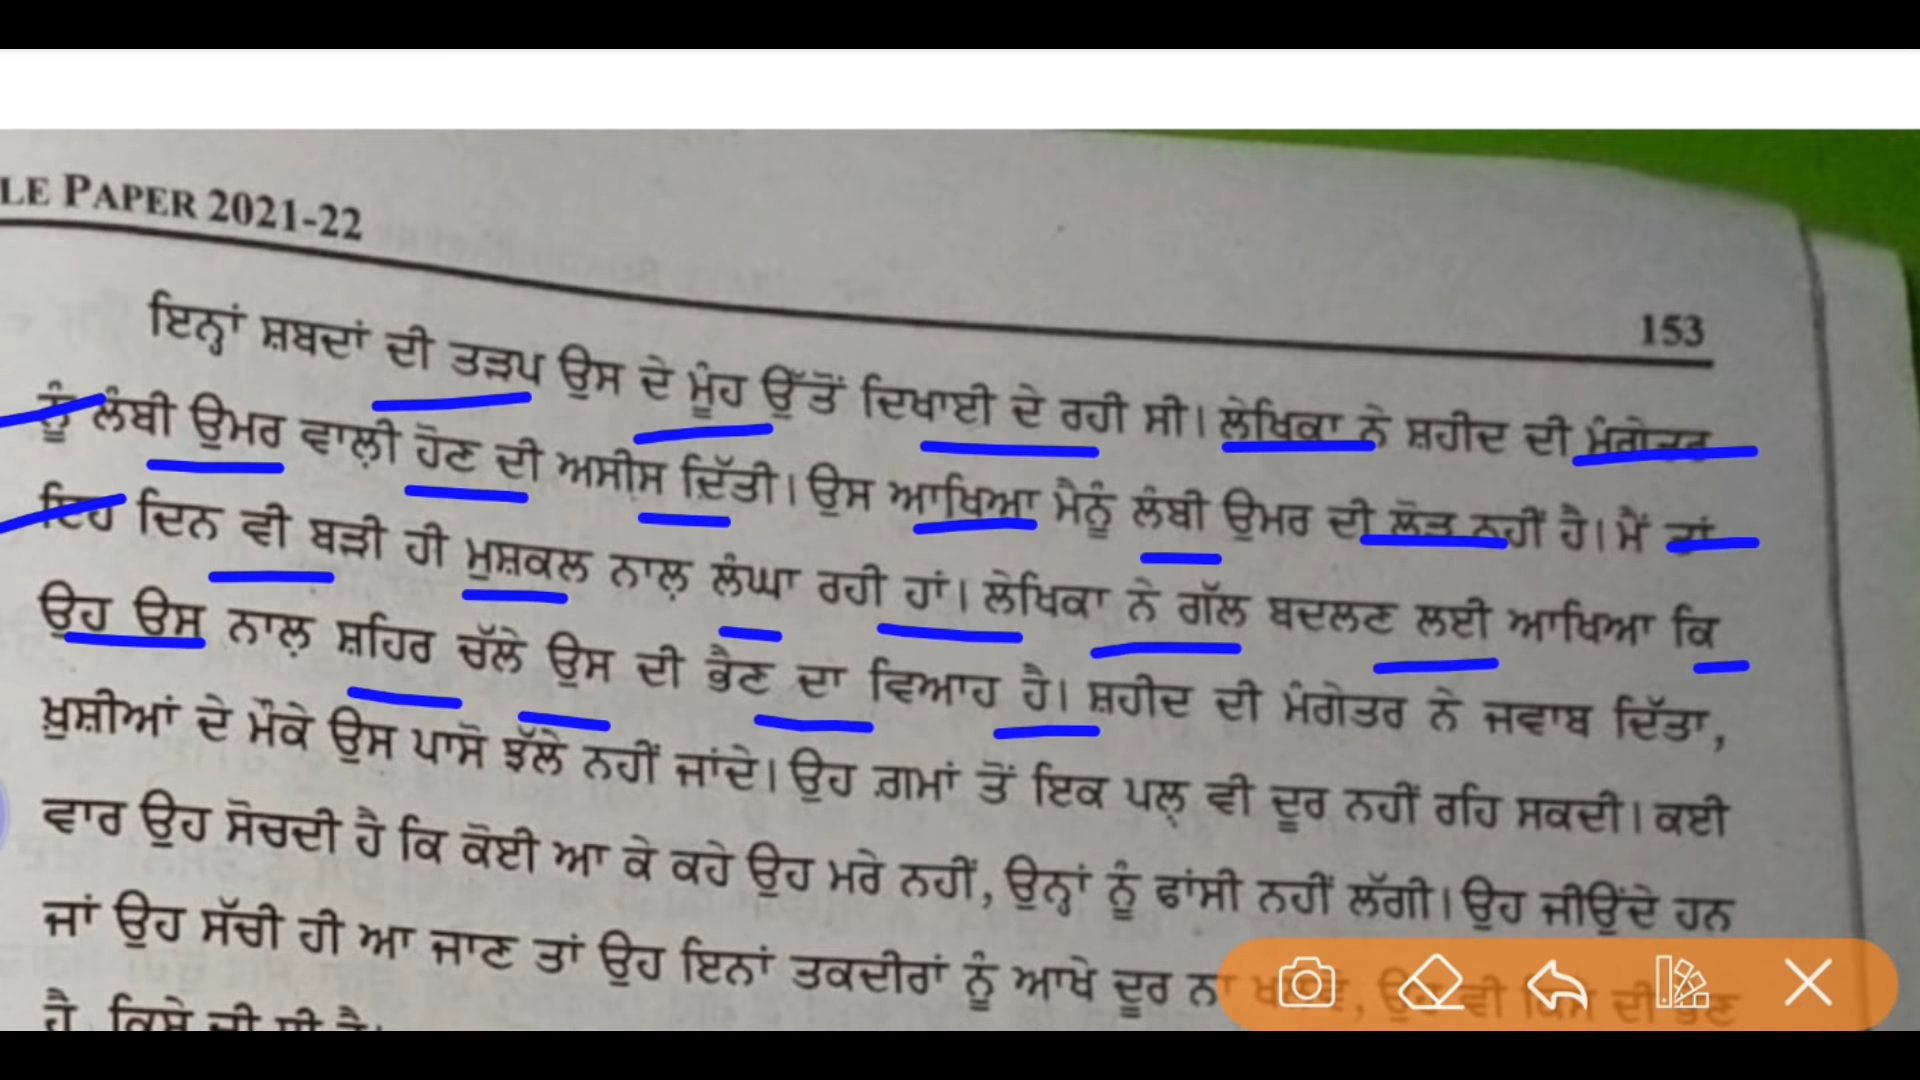 LE PAPER 2021-22
153
ਇਨ੍ਹਾਂ ਸ਼ਬਦਾਂ ਦੀ ਤੜਪ ਉਸ ਦੇ ਮੂੰਹ ਉੱਤੋਂ ਦਿਖਾਈ ਦੇ ਰਹੀ ਸੀ। ਲੇਖਿਕਾ ਨੇ ਸ਼ਹੀਦ ਦੀ ਮੰਗੇਤਰ
ਨੂੰ ਲੰਬੀ ਉਮਰ ਵਾਲ਼ੀ ਹੋਣ ਦੀ ਅਸੀਸ ਦਿੱਤੀ। ਉਸ ਆਖਿਆ ਮੈਨੂੰ ਲੰਬੀ ਉਮਰ ਦੀ ਲੋੜ ਨਹੀਂ ਹੈ। ਮੈਂ ਤਾਂ
ਇਹ ਦਿਨ ਵੀ ਬੜੀ ਹੀ ਮੁਸ਼ਕਲ ਨਾਲ਼ ਲੰਘਾ ਰਹੀ ਹਾਂ। ਲੇਖਿਕਾ ਨੇ ਗੱਲ ਬਦਲਣ ਲਈ ਆਖਿਆ ਕਿ
ਉਹ ਉਸ ਨਾਲ਼ ਸ਼ਹਿਰ ਚੱਲੇ ਉਸ ਦੀ ਭੈਣ ਦਾ ਵਿਆਹ ਹੈ। ਸ਼ਹੀਦ ਦੀ ਮੰਗੇਤਰ ਨੇ ਜਵਾਬ ਦਿੱਤਾ,
ਖ਼ੁਸ਼ੀਆਂ ਦੇ ਮੌਕੇ ਉਸ ਪਾਸੋਂ ਝੱਲੇ ਨਹੀਂ ਜਾਂਦੇ। ਉਹ ਗ਼ਮਾਂ ਤੋਂ ਇਕ ਪਲ਼ ਵੀ ਦੂਰ ਨਹੀਂ ਰਹਿ ਸਕਦੀ। ਕਈ
ਵਾਰ ਉਹ ਸੋਚਦੀ ਹੈ ਕਿ ਕੋਈ ਆ ਕੇ ਕਹੇ ਉਹ ਮਰੇ ਨਹੀਂ, ਉਨ੍ਹਾਂ ਨੂੰ ਫਾਂਸੀ ਨਹੀਂ ਲੱਗੀ। ਉਹ ਜੀਉਂਦੇ ਹਨ
ਜਾਂ ਉਹ ਸੱਚੀ ਹੀ ਆ ਜਾਣ ਤਾਂ ਉਹ ਇਨਾਂ ਤਕਦੀਰਾਂ ਨੂੰ ਆਖੇ ਦੂਰ ਨਾ ਵੀ ਦੀ